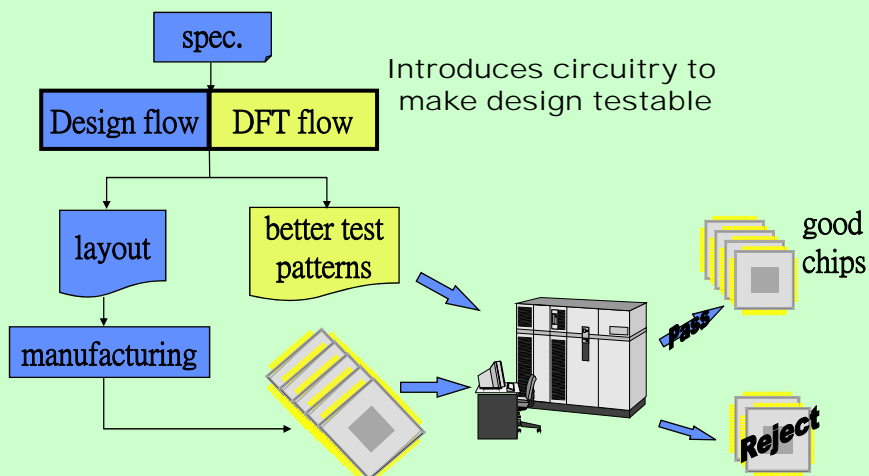 spec.
Introduces circuitry to
make design testable
Design flow
DFT flow
layout
better test
patterns
good
chips
Pass
manufacturing
Reject